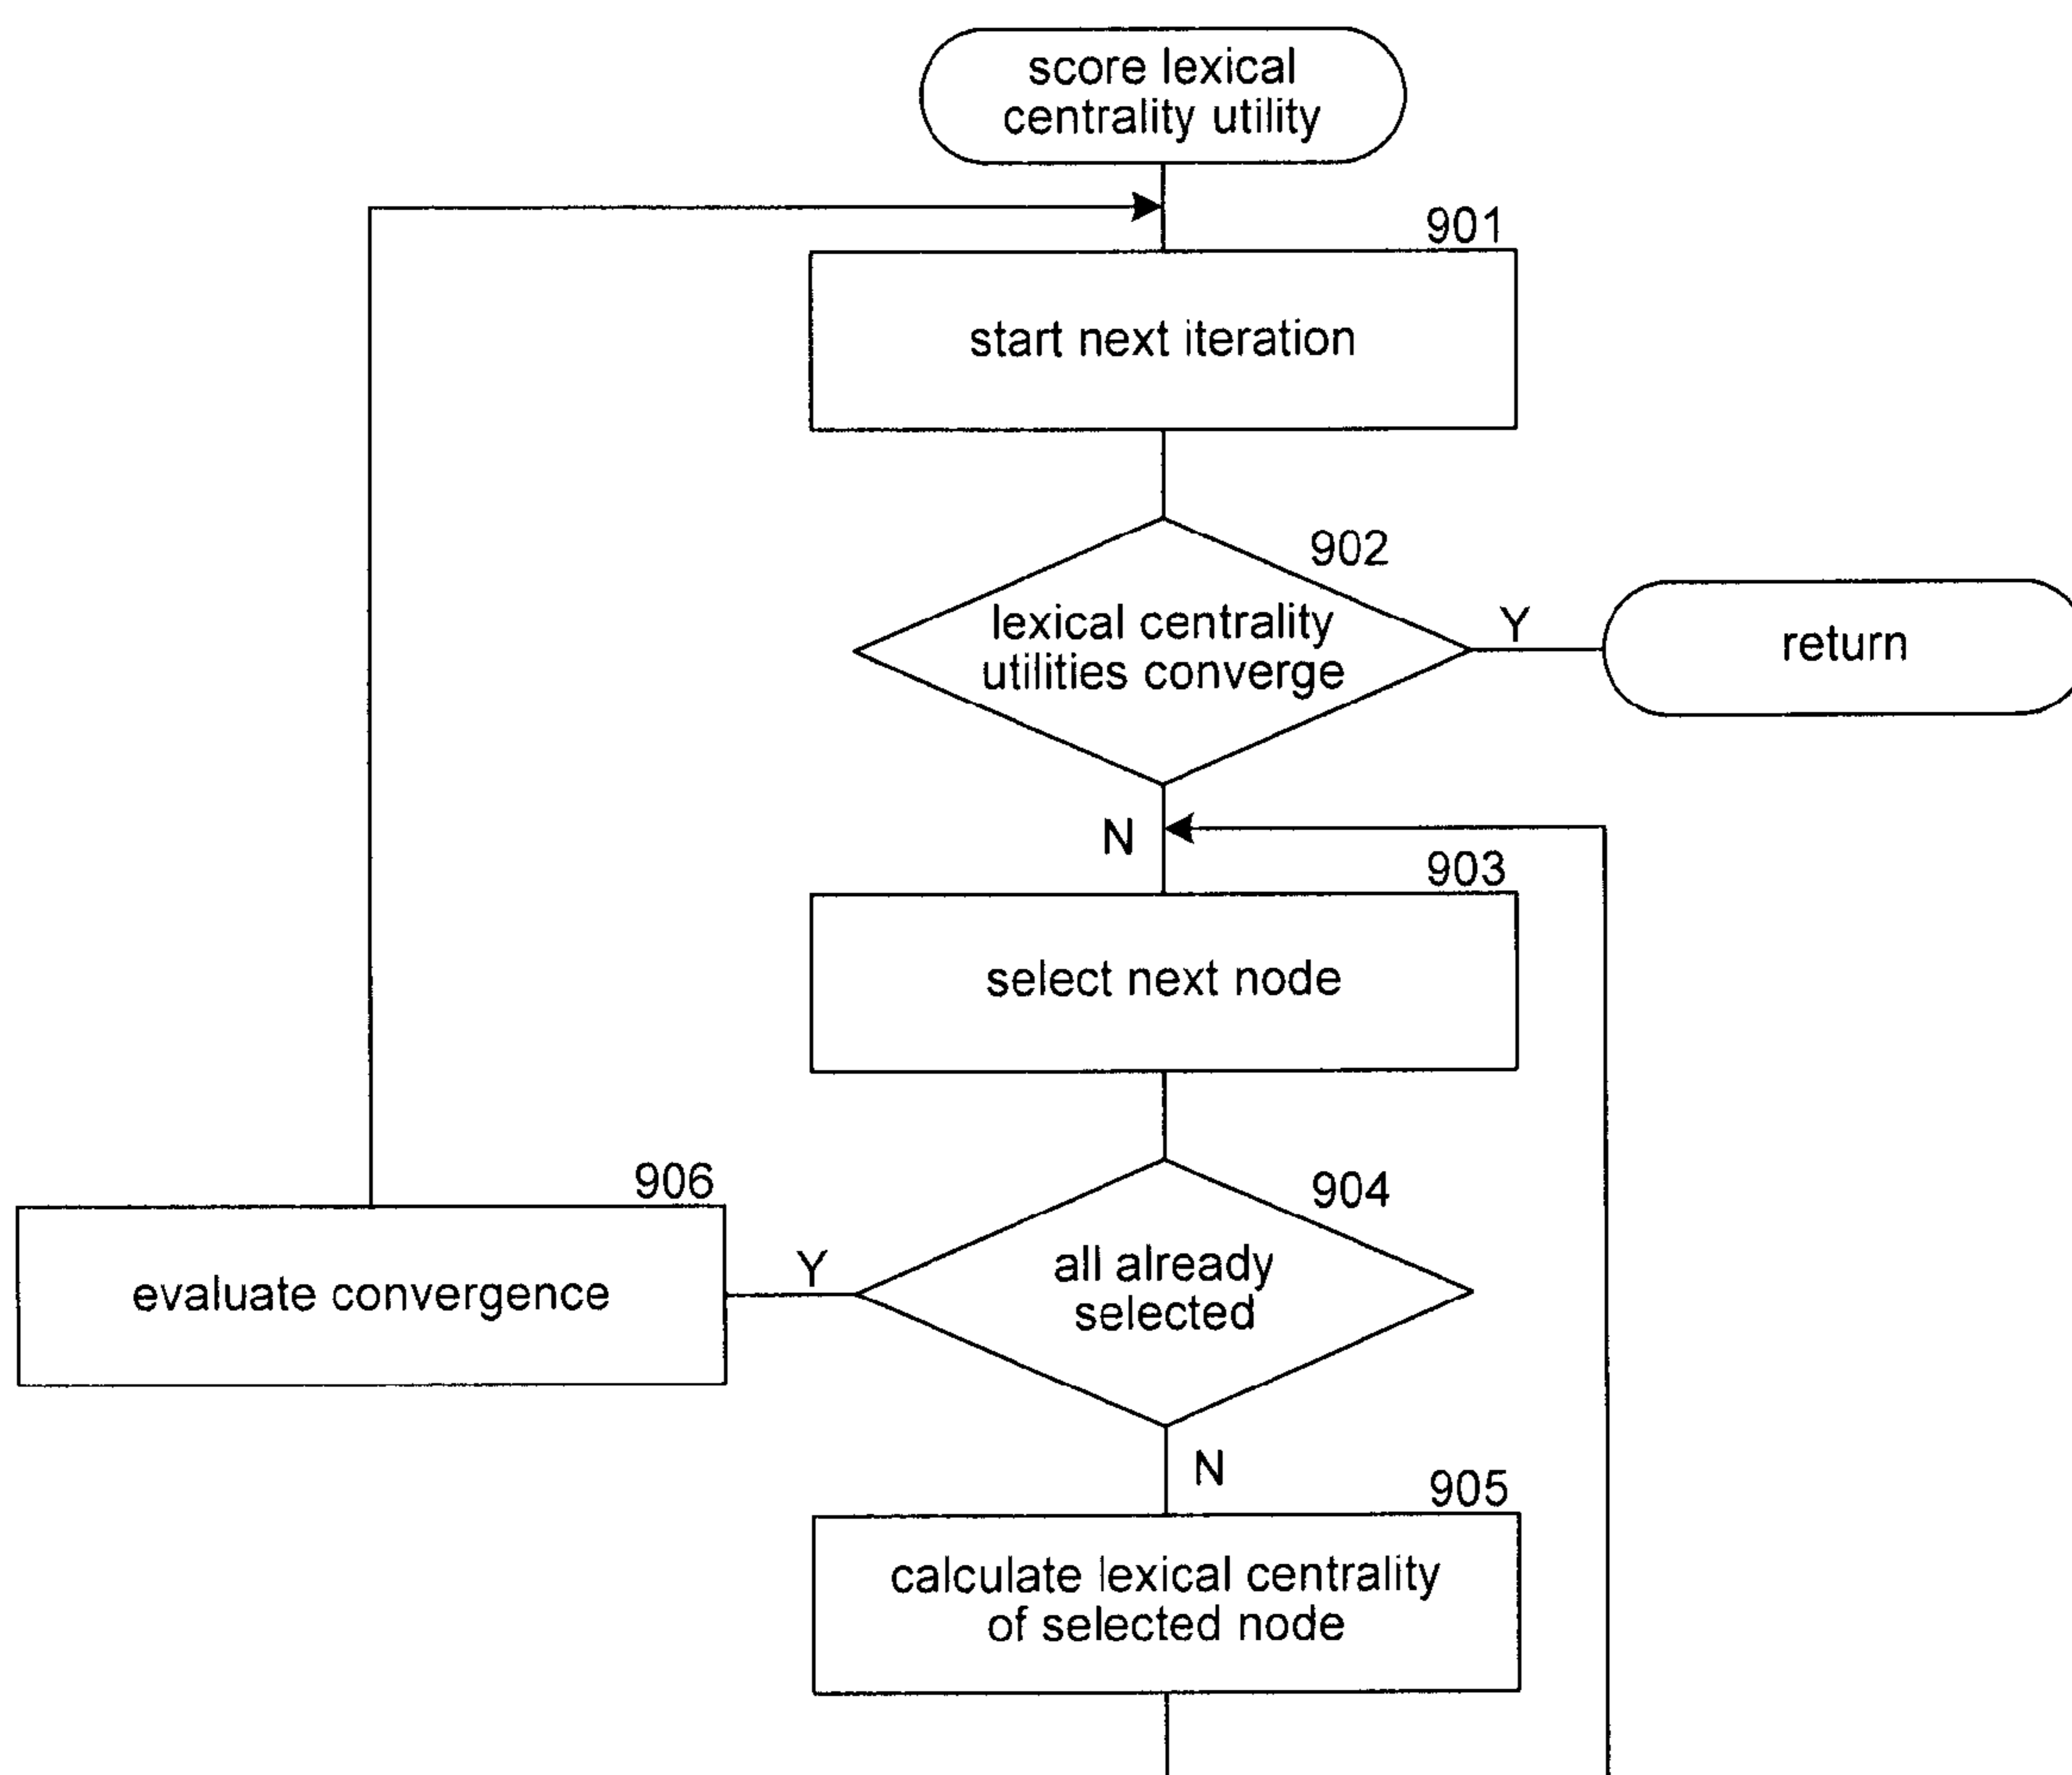 score lexical
centrality utility
901
start next iteration
902
lexical centrality
utilities converge
Y
return
N
903
select next node
904
all already
selected
Y
906
evaluate convergence
N
905
calculate lexical centrality
of selected node